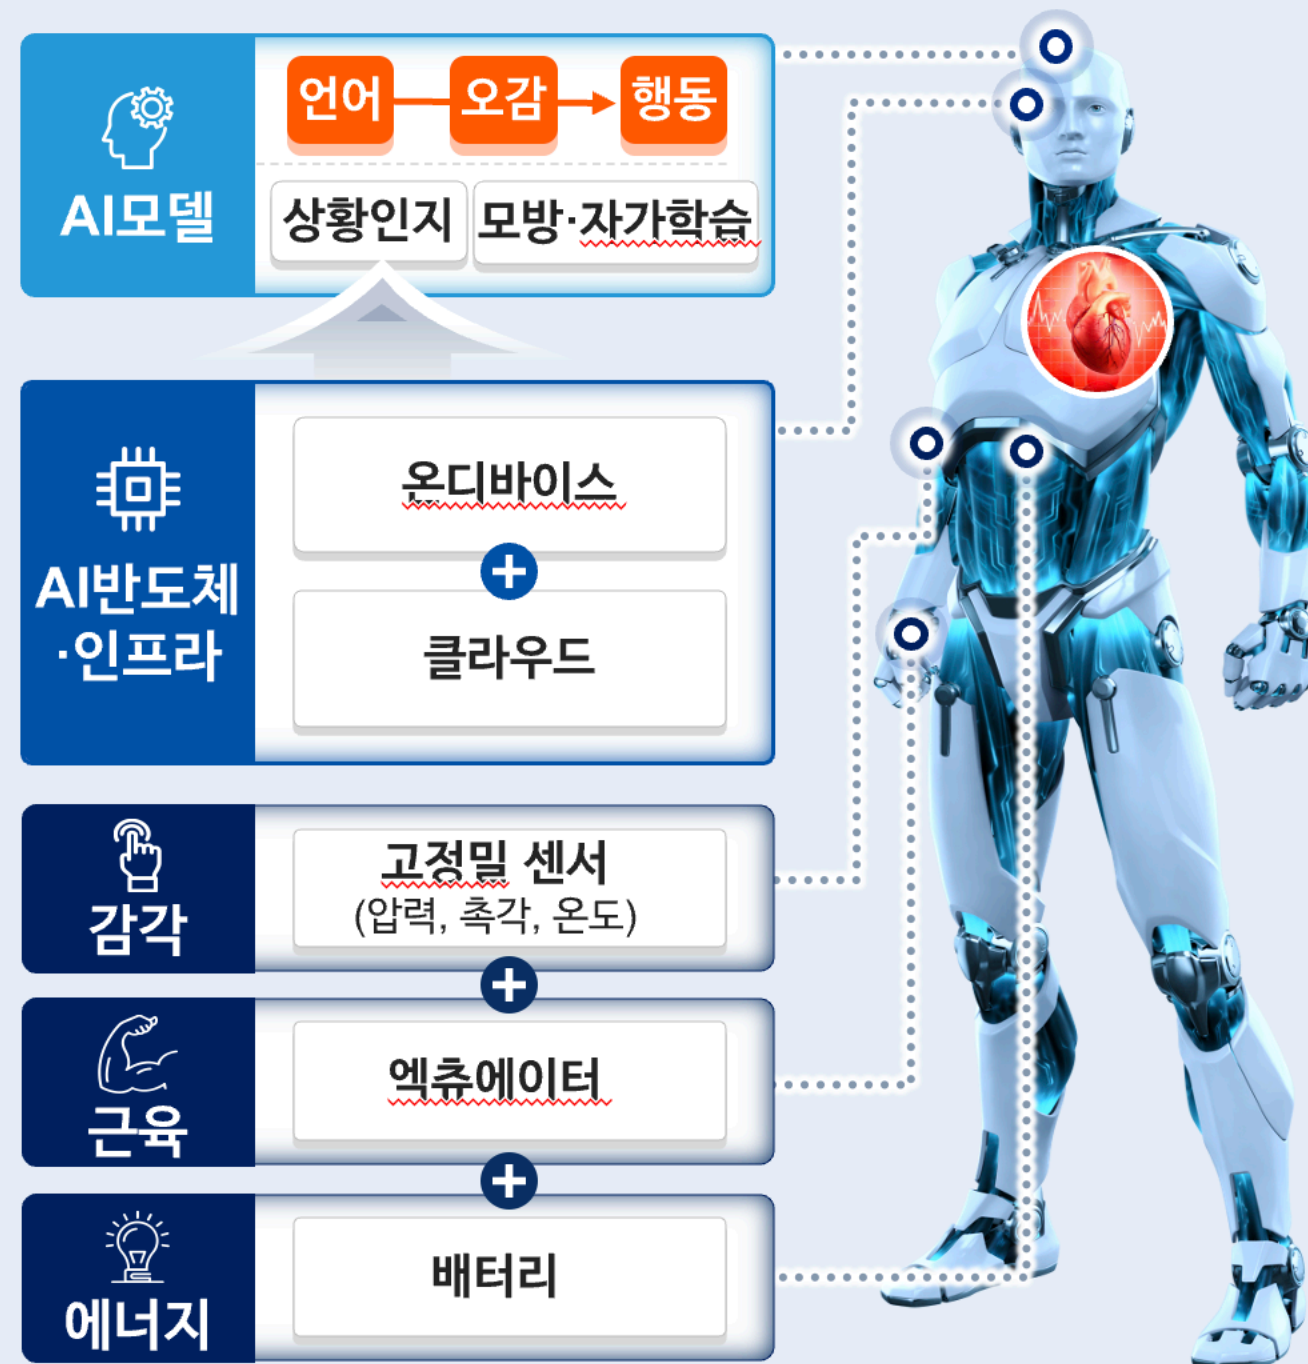 언어 오감 행동
AI모델
상황인지 모방·자가학습
온디바이스
AI반도체
·인프라
클라우드
고정밀 센서
(압력, 촉각, 온도)
감각
엑츄에이터
근육
배터리
에너지